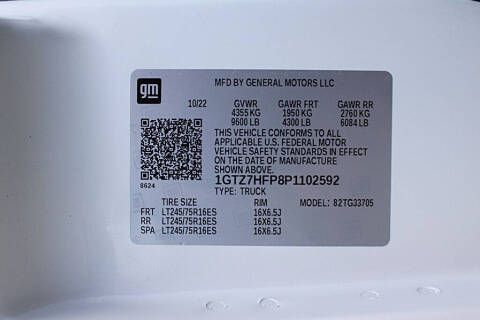 gm
MFD BY GENERAL MOTORS LLC
10/22 GVWR GAWR FRT GAWR RR
4355 KG 1950 KG 2760 KG
9600 LB 4300 LB 6084 LB
THIS VEHICLE CONFORMS TO ALL
APPLICABLE U.S. FEDERAL MOTOR
VEHICLE SAFETY STANDARDS IN EFFECT
ON THE DATE OF MANUFACTURE
SHOWN ABOVE.
8624 1GTZ7HFP8P1102592
TYPE: TRUCK
TIRE SIZE RIM MODEL: 82TG33705
FRT LT245/75R16ES 16X6.5J
RR LT245/75R16ES 16X6.5J
SPA LT245/75R16ES 16X6.5J